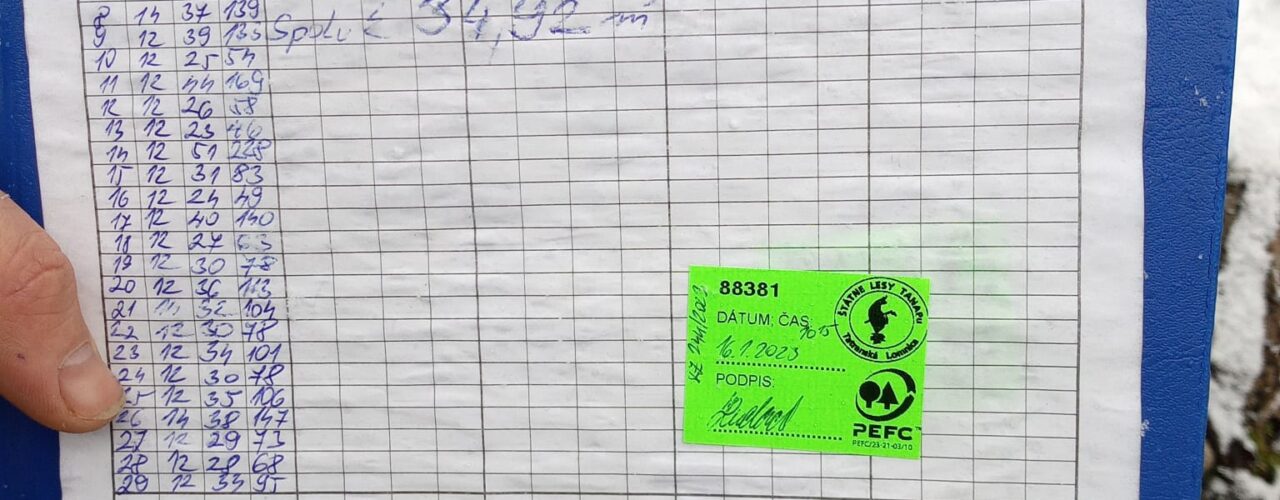 8 14 37 139
9 12 39 133 Spolu 34,92 m
10 12 25 54
11 12 44 169
12 12 26 58
13 12 23 46
14 12 51 228
15 12 31 83
16 12 24 49
17 12 40 140
18 12 27 63
19 12 30 78
20 12 36 113
21 32 104
22 12 30 78
23 12 34 101
24 12 30 78
25 12 35 106
26 14 38 147
27 12 29 73
28 12 28 68
29 12 34 95
88381
ŠTÁTNE LESY TANAPU
Tatranská Lomnica
DÁTUM, ČAS:
16.1.2023
PODPIS:
PEFC™
PEFC/23-21-03/10